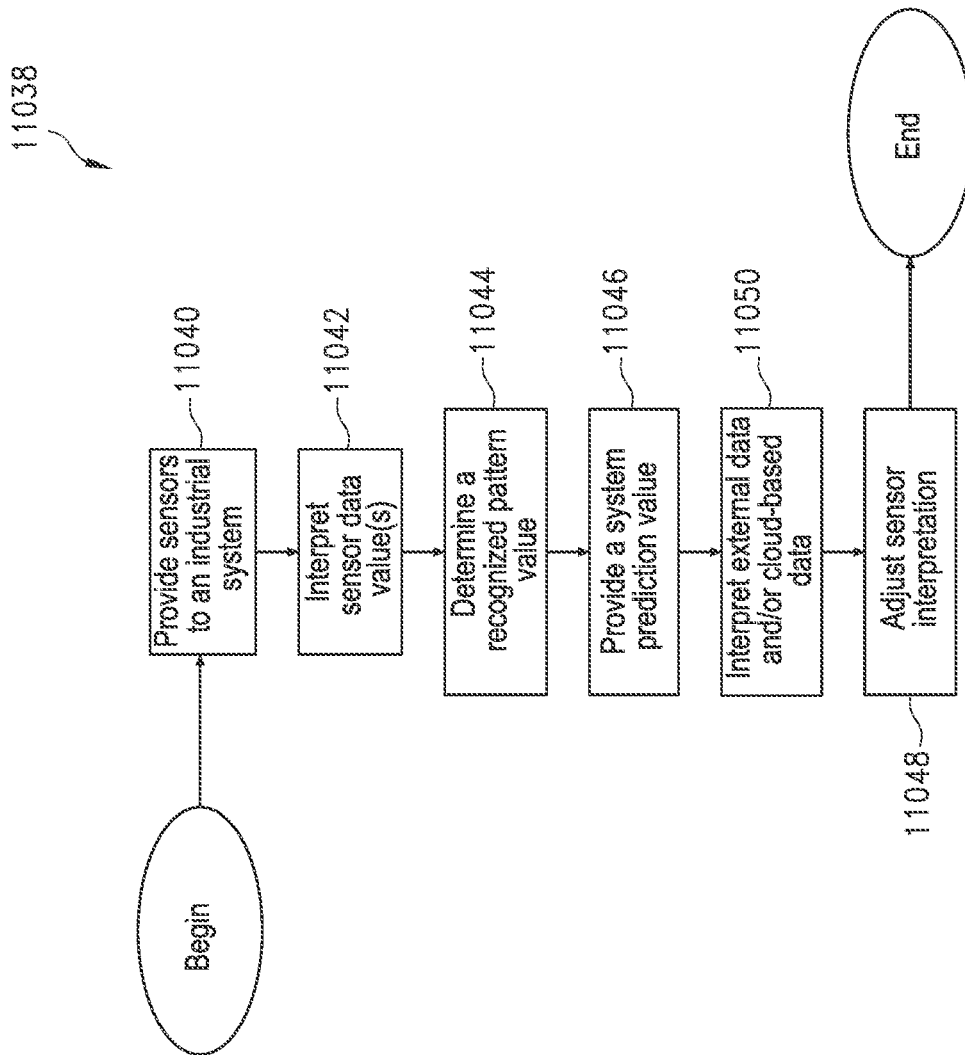 11038
Begin
Provide sensors
to an industrial
system
11040
Interpret
sensor data
value(s)
11042
Determine a
recognized pattern
value
11044
Provide a system
prediction value
11046
Interpret external data
and/or cloud-based
data
11050
Adjust sensor
interpretation
11048
End